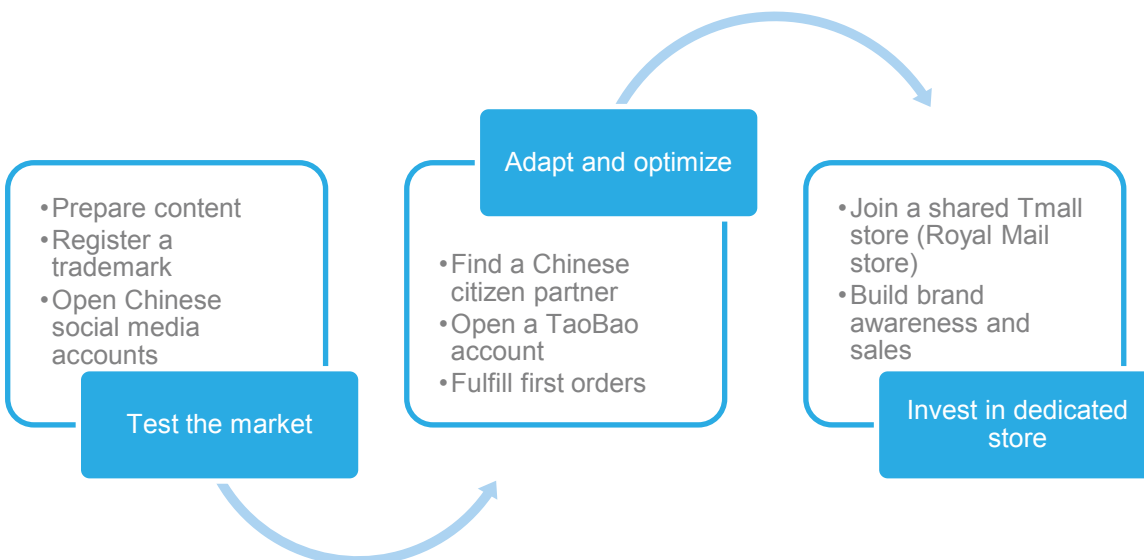 •Prepare content
•Register a
trademark
•Open Chinese
social media
accounts
Test the market
Adapt and optimize
•Find a Chinese
citizen partner
•Open a TaoBao
account
•Fulfill first orders
•Join a shared Tmall
store (Royal Mail
store)
•Build brand
awareness and
sales
Invest in dedicated
store